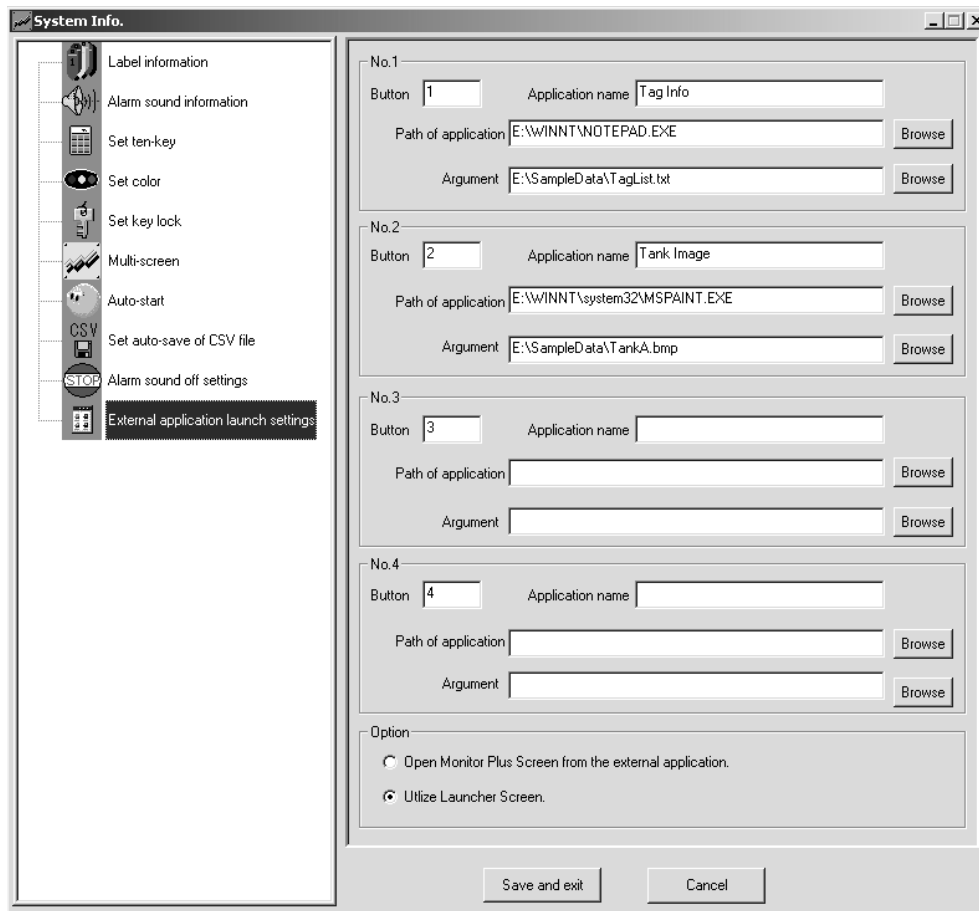 System Info.
Label information
Alarm sound information
Set ten-key
Set color
Set key lock
Multi-screen
Auto-start
CSV
Set auto-save of CSV file
STOP
Alarm sound off settings
External application launch settings
No.1
Button 1 Application name Tag Info
Path of application E:\WINNT\NOTEPAD.EXE Browse
Argument E:\SampleData\TagList.txt Browse
No.2
Button 2 Application name Tank Image
Path of application E:\WINNT\system32\MSPAINT.EXE Browse
Argument E:\SampleData\TankA.bmp Browse
No.3
Button 3 Application name
Path of application Browse
Argument Browse
No.4
Button 4 Application name
Path of application Browse
Argument Browse
Option
Open Monitor Plus Screen from the external application.
Utlize Launcher Screen.
Save and exit Cancel